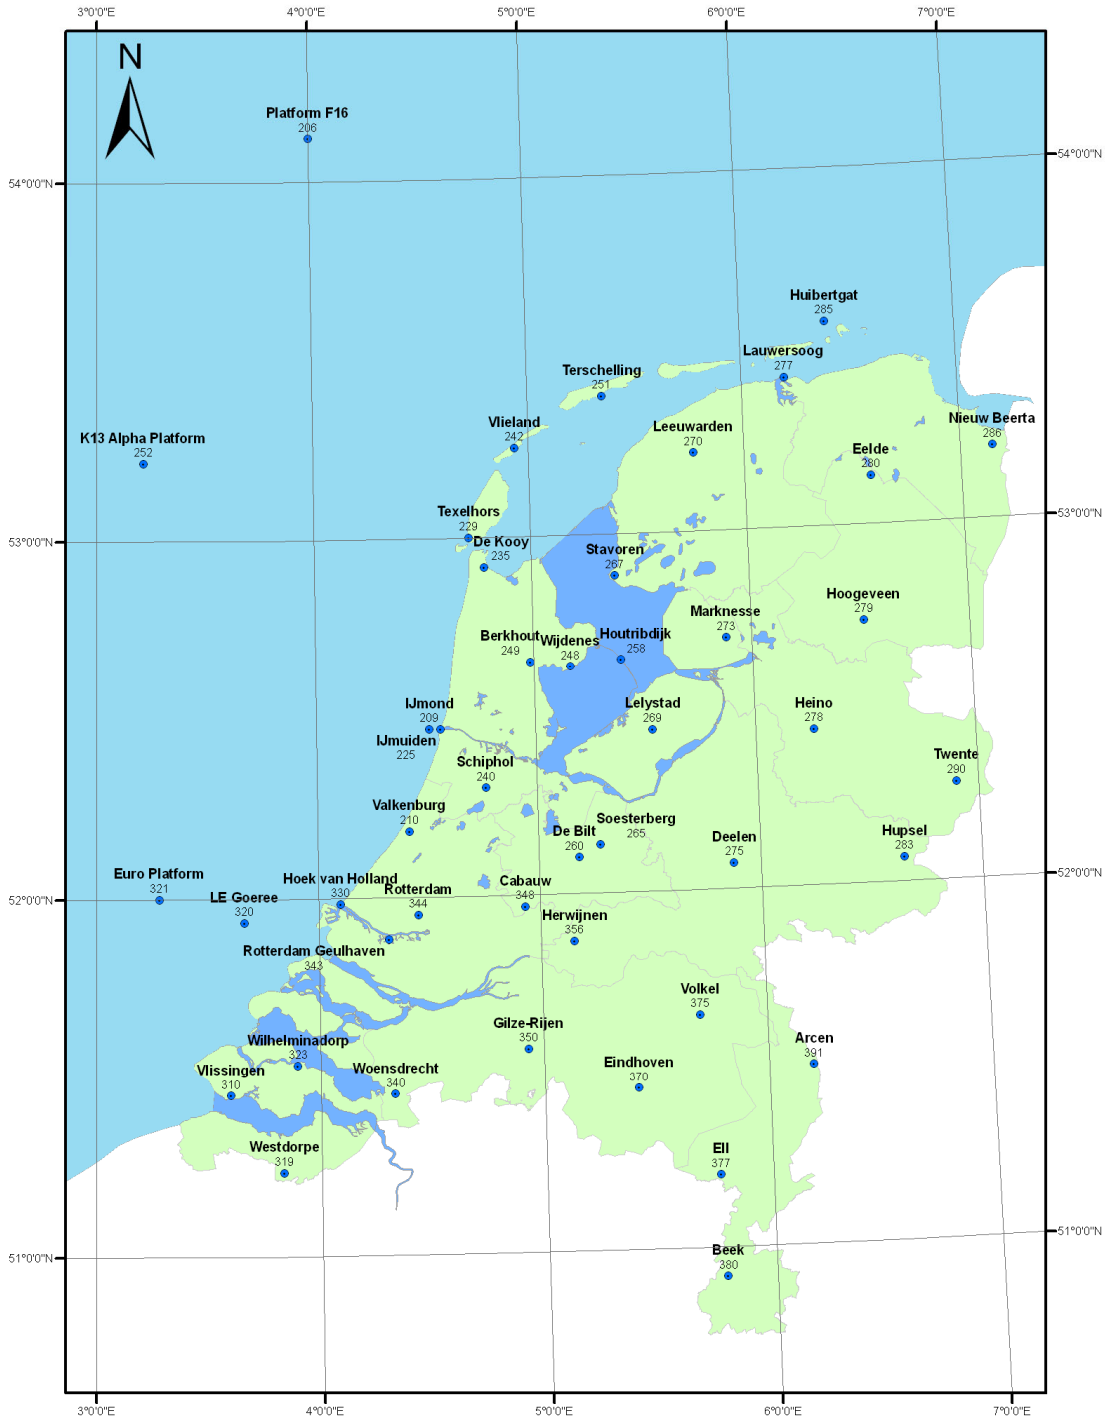 3°0'0"E
4°0'0"E
5°0'0"E
6°0'0"E
7°0'0"E
N
Platform F16
206
54°0'0"N
54°0'0"N
Huibertgat
285
Lauwersoog
277
Terschelling
251
Vlieland
242
Leeuwarden
270
Nieuw Beerta
286
K13 Alpha Platform
252
Eelde
280
Texelhors
229
53°0'0"N
53°0'0"N
De Kooy
235
Stavoren
267
Hoogeveen
279
Marknesse
273
Berkhout
249
Wijdenes
248
Houtribdijk
258
IJmond
209
Lelystad
269
Heino
278
IJmuiden
225
Schiphol
240
Twente
290
Valkenburg
210
De Bilt
260
Soesterberg
265
Deelen
275
Hupsel
283
Euro Platform
321
52°0'0"N
52°0'0"N
LE Goeree
320
Hoek van Holland
330
Rotterdam
344
Cabauw
348
Herwijnen
356
Rotterdam Geulhaven
343
Volkel
375
Gilze-Rijen
350
Arcen
391
Wilhelminadorp
323
Vlissingen
310
Woensdrecht
340
Eindhoven
370
Westdorpe
319
Ell
377
51°0'0"N
51°0'0"N
Beek
380
3°0'0"E
4°0'0"E
5°0'0"E
6°0'0"E
7°0'0"E